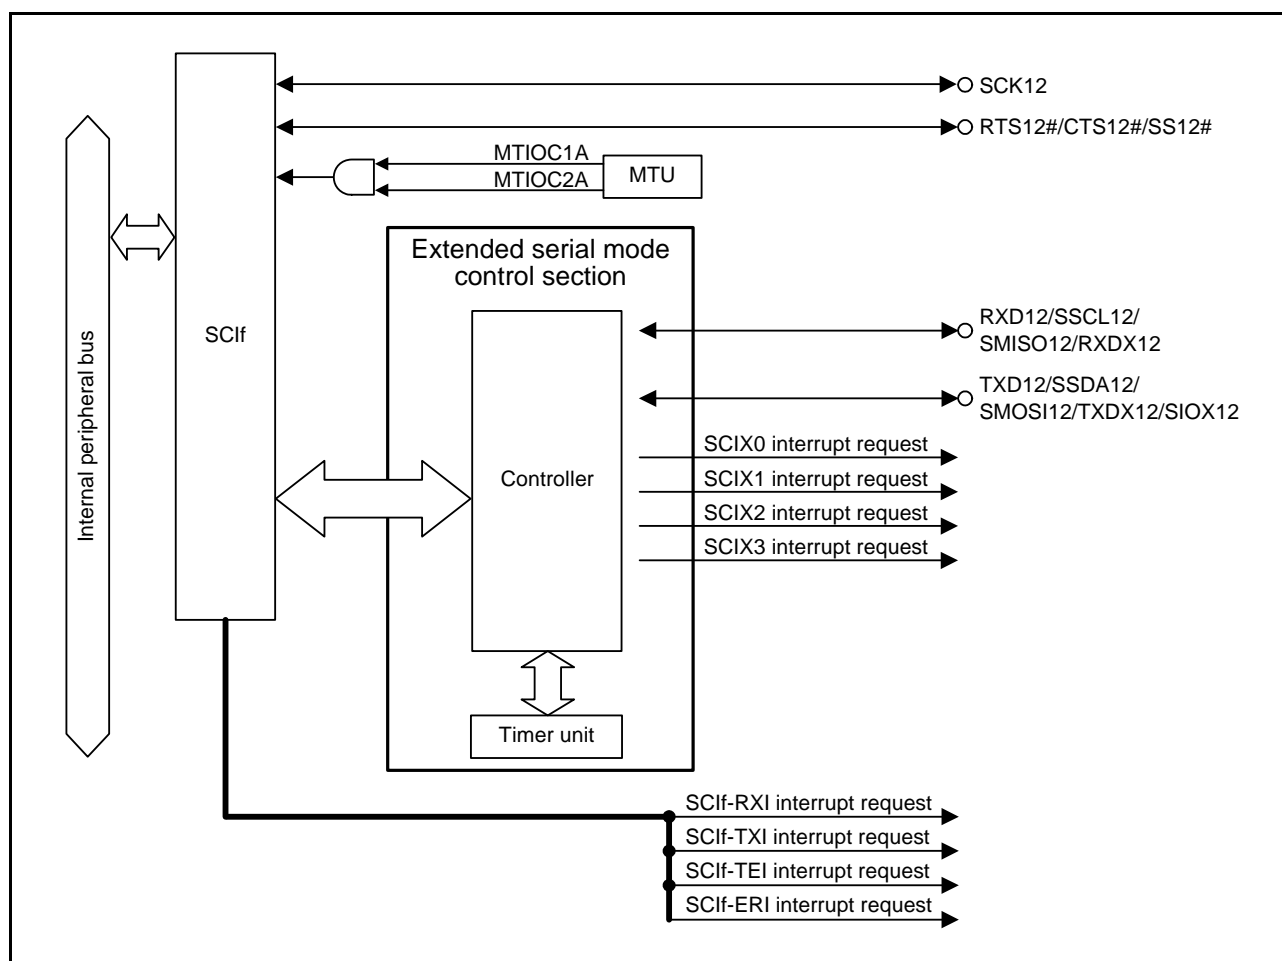 SCK12
RTS12#/CTS12#/SS12#
MTIOC1A
MTIOC2A
MTU
Extended serial mode
control section
RXD12/SSCL12/
SMISO12/RXDX12
SCIf
Internal peripheral bus
TXD12/SSDA12/
SMOSI12/TXDX12/SIOX12
SCIX0 interrupt request
Controller
SCIX1 interrupt request
SCIX2 interrupt request
SCIX3 interrupt request
Timer unit
SCIf-RXI interrupt request
SCIf-TXI interrupt request
SCIf-TEI interrupt request
SCIf-ERI interrupt request